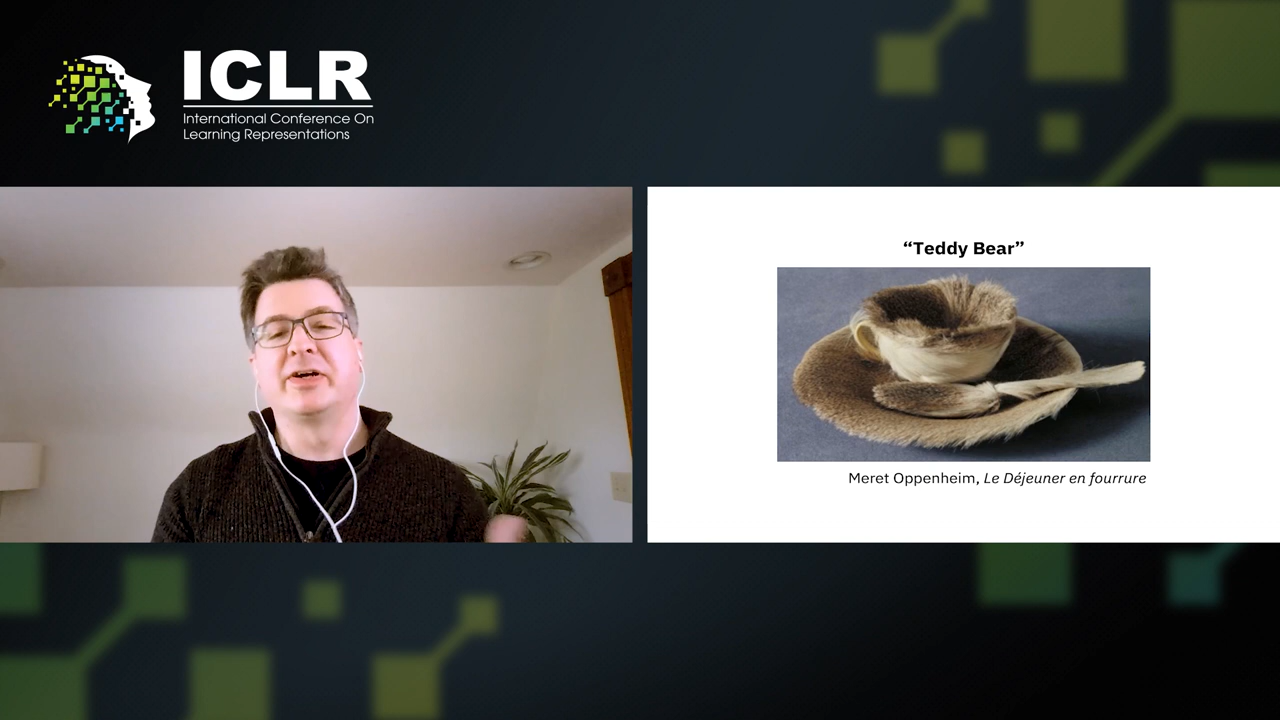 ICLR
International Conference On
Learning Representations
“Teddy Bear”
Meret Oppenheim, Le Déjeuner en fourrure